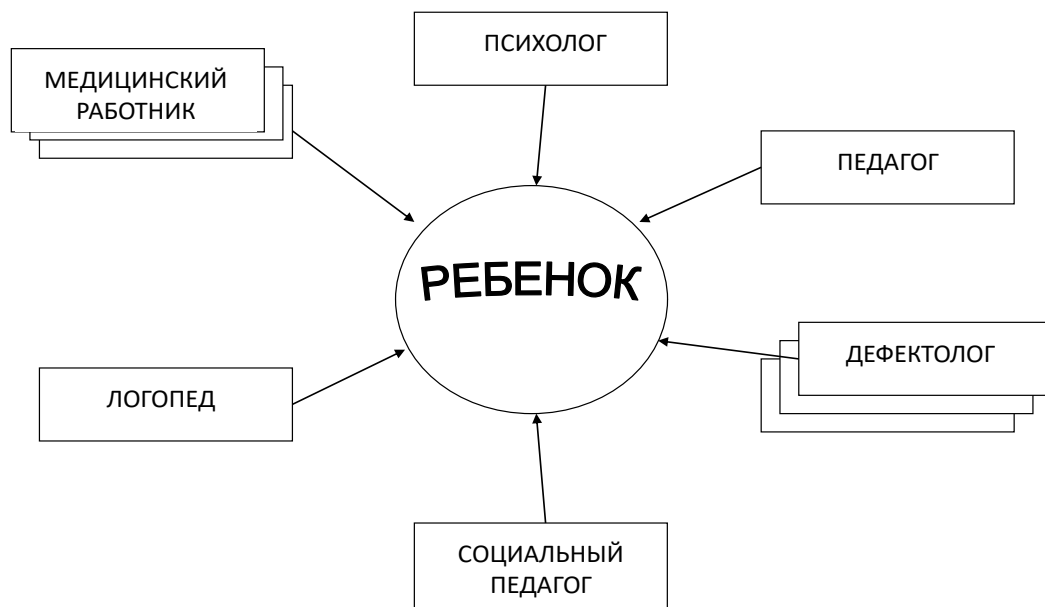 ПСИХОЛОГ
МЕДИЦИНСКИЙ
РАБОТНИК
ПЕДАГОГ
РЕБЕНОК
ДЕФЕКТОЛОГ
ЛОГОПЕД
СОЦИАЛЬНЫЙ
ПЕДАГОГ